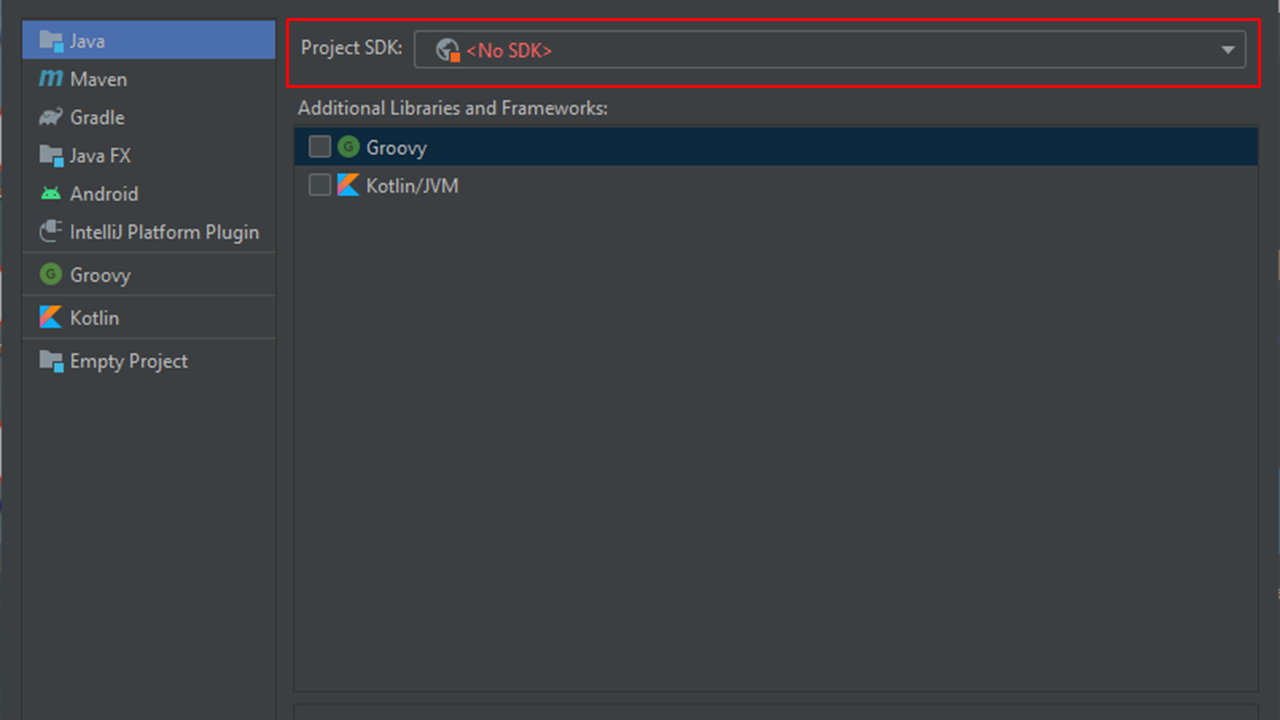 Java
Maven
Gradle
Java FX
Android
IntelliJ Platform Plugin
Groovy
Kotlin
Empty Project
Project SDK: <No SDK>
Additional Libraries and Frameworks:
Groovy
Kotlin/JVM